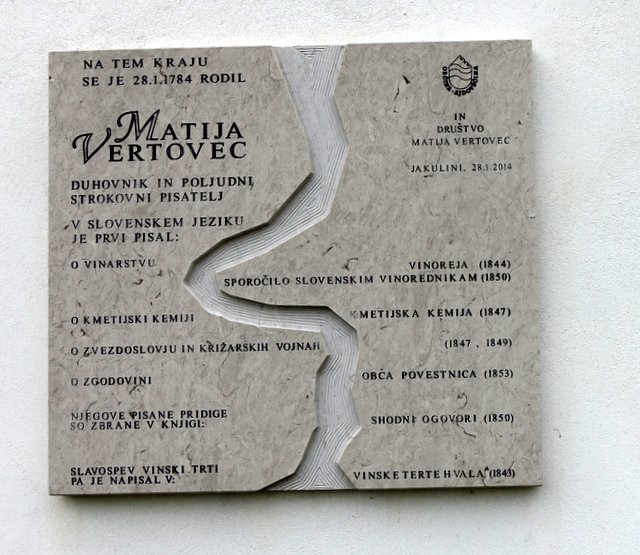 NA TEM KRAJU
SE JE 28.1.1784 RODIL
MATIJA
VERTOVEC
DUHOVNIK IN POLJUDNI
STROKOVNI PISATELJ
V SLOVENSKEM JEZIKU
JE PRVI PISAL:
OBČINA · AJDOVŠČINA
IN
DRUŠTVO
MATIJA VERTOVEC
JAKULINI, 28.1.2014
O VINARSTVU VINOREJA (1844)
SPOROČILO SLOVENSKIM VINOREDNIKAM (1850)
O KMETIJSKI KEMIJI KMETIJSKA KEMIJA (1847)
O ZVEZDOSLOVJU IN KRIŽARSKIH VOJNAH (1847, 1849)
O ZGODOVINI OBČA POVESTNICA (1853)
NJEGOVE PISANE PRIDIGE
SO ZBRANE V KNJIGI: SHODNI OGOVORI (1850)
SLAVOSPEV VINSKI TRTI
PA JE NAPISAL V: VINSKE TERTE HVALA (1843)